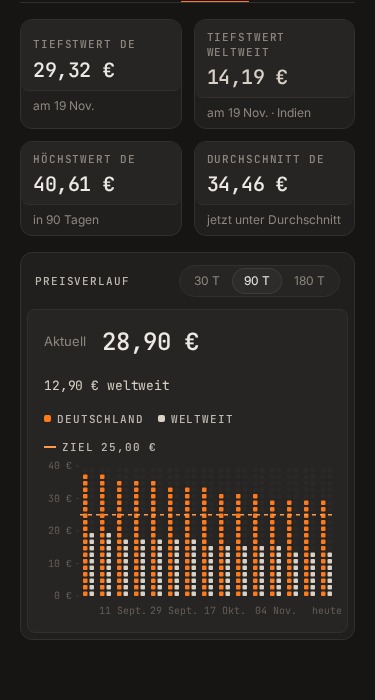 TIEFSTWERT DE
29,32 €
am 19 Nov.
TIEFSTWERT
WELTWEIT
14,19 €
am 19 Nov. · Indien
HÖCHSTWERT DE
40,61 €
in 90 Tagen
DURCHSCHNITT DE
34,46 €
jetzt unter Durchschnitt
PREISVERLAUF
30 T 90 T 180 T
Aktuell 28,90 €
12,90 € weltweit
DEUTSCHLAND WELTWEIT
ZIEL 25,00 €
40 €
30 €
20 €
10 €
0 €
11 Sept. 29 Sept. 17 Okt. 04 Nov. heute